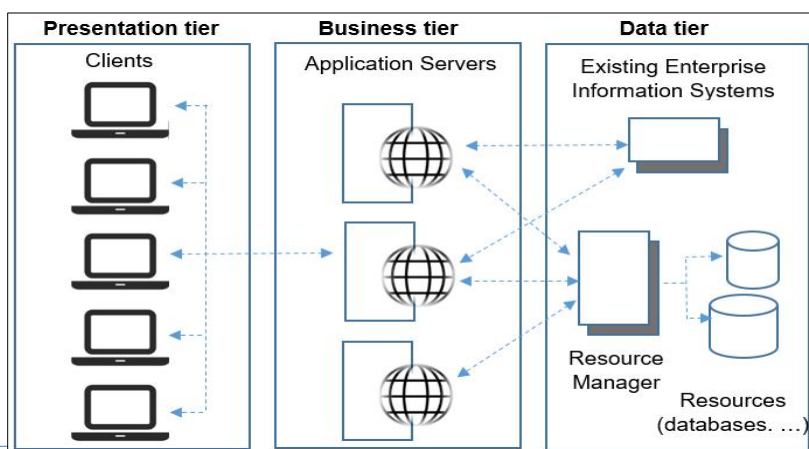 Presentation tier
Business tier
Data tier
Clients
Application Servers
Existing Enterprise
Information Systems
Resource
Manager
Resources
(databases. ...)